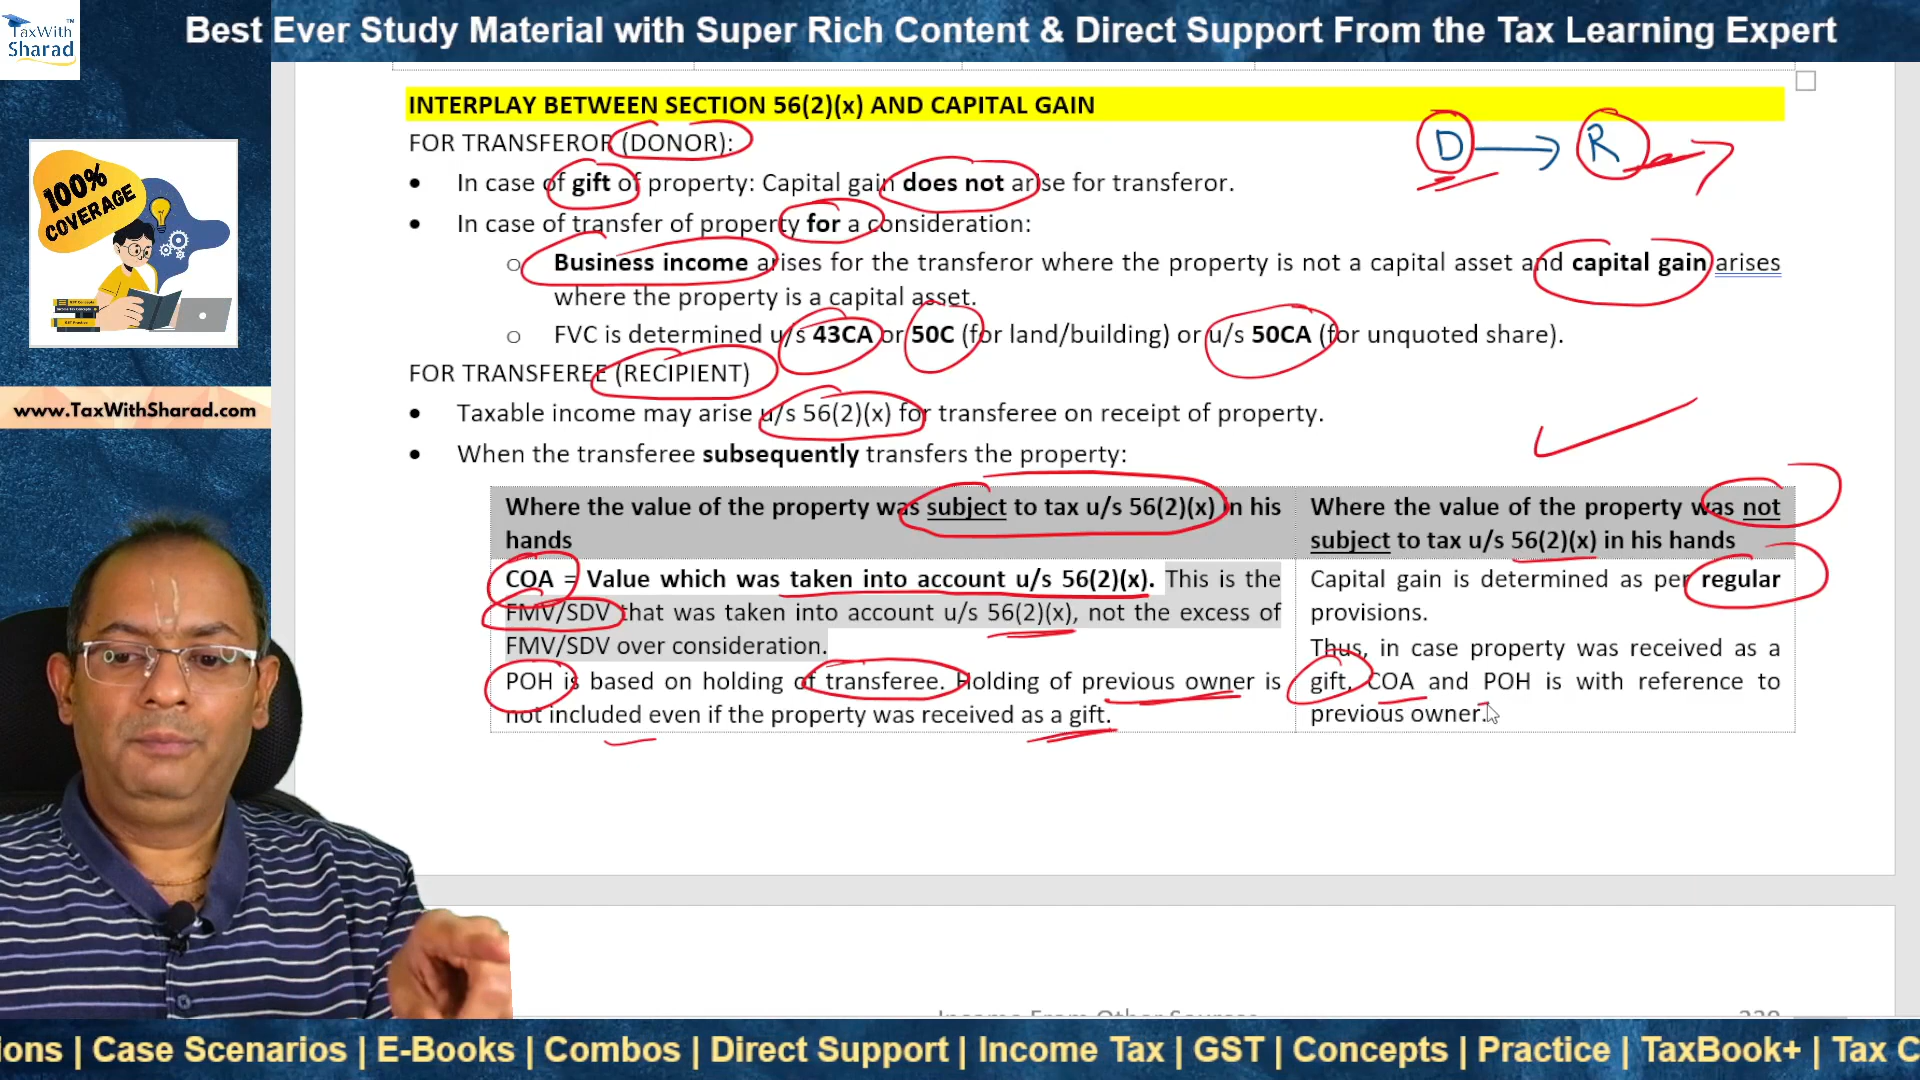 TaxWith
Sharad
Best Ever Study Material with Super Rich Content & Direct Support From the Tax Learning Expert
100%
COVERAGE
www.TaxWithSharad.com
INTERPLAY BETWEEN SECTION 56(2)(x) AND CAPITAL GAIN
FOR TRANSFEROR (DONOR):
D R
• In case of gift of property: Capital gain does not arise for transferor.
• In case of transfer of property for a consideration:
o Business income arises for the transferor where the property is not a capital asset and capital gain arises
where the property is a capital asset.
o FVC is determined u/s 43CA or 50C (for land/building) or u/s 50CA (for unquoted share).
FOR TRANSFEREE (RECIPIENT)
• Taxable income may arise u/s 56(2)(x) for transferee on receipt of property.
• When the transferee subsequently transfers the property:
Where the value of the property was subject to tax u/s 56(2)(x) in his
hands
COA = Value which was taken into account u/s 56(2)(x). This is the
FMV/SDV that was taken into account u/s 56(2)(x), not the excess of
FMV/SDV over consideration.
POH is based on holding of transferee. Holding of previous owner is
not included even if the property was received as a gift.
Where the value of the property was not
subject to tax u/s 56(2)(x) in his hands
Capital gain is determined as per regular
provisions.
Thus, in case property was received as a
gift, COA and POH is with reference to
previous owner.
Income From Other Sources
ions | Case Scenarios | E-Books | Combos | Direct Support | Income Tax | GST | Concepts | Practice | TaxBook+ | Tax C